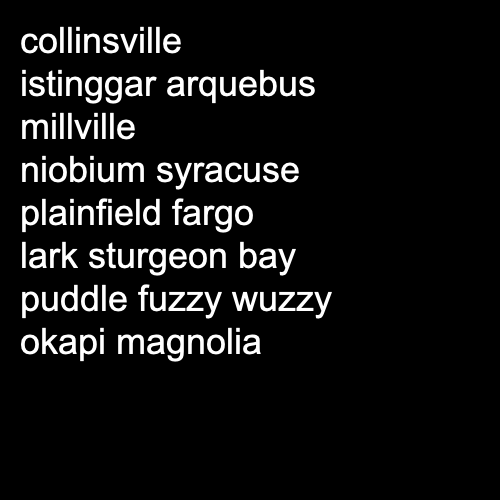 collinsville
istinggar arquebus
millville
niobium syracuse
plainfield fargo
lark sturgeon bay
puddle fuzzy wuzzy
okapi magnolia